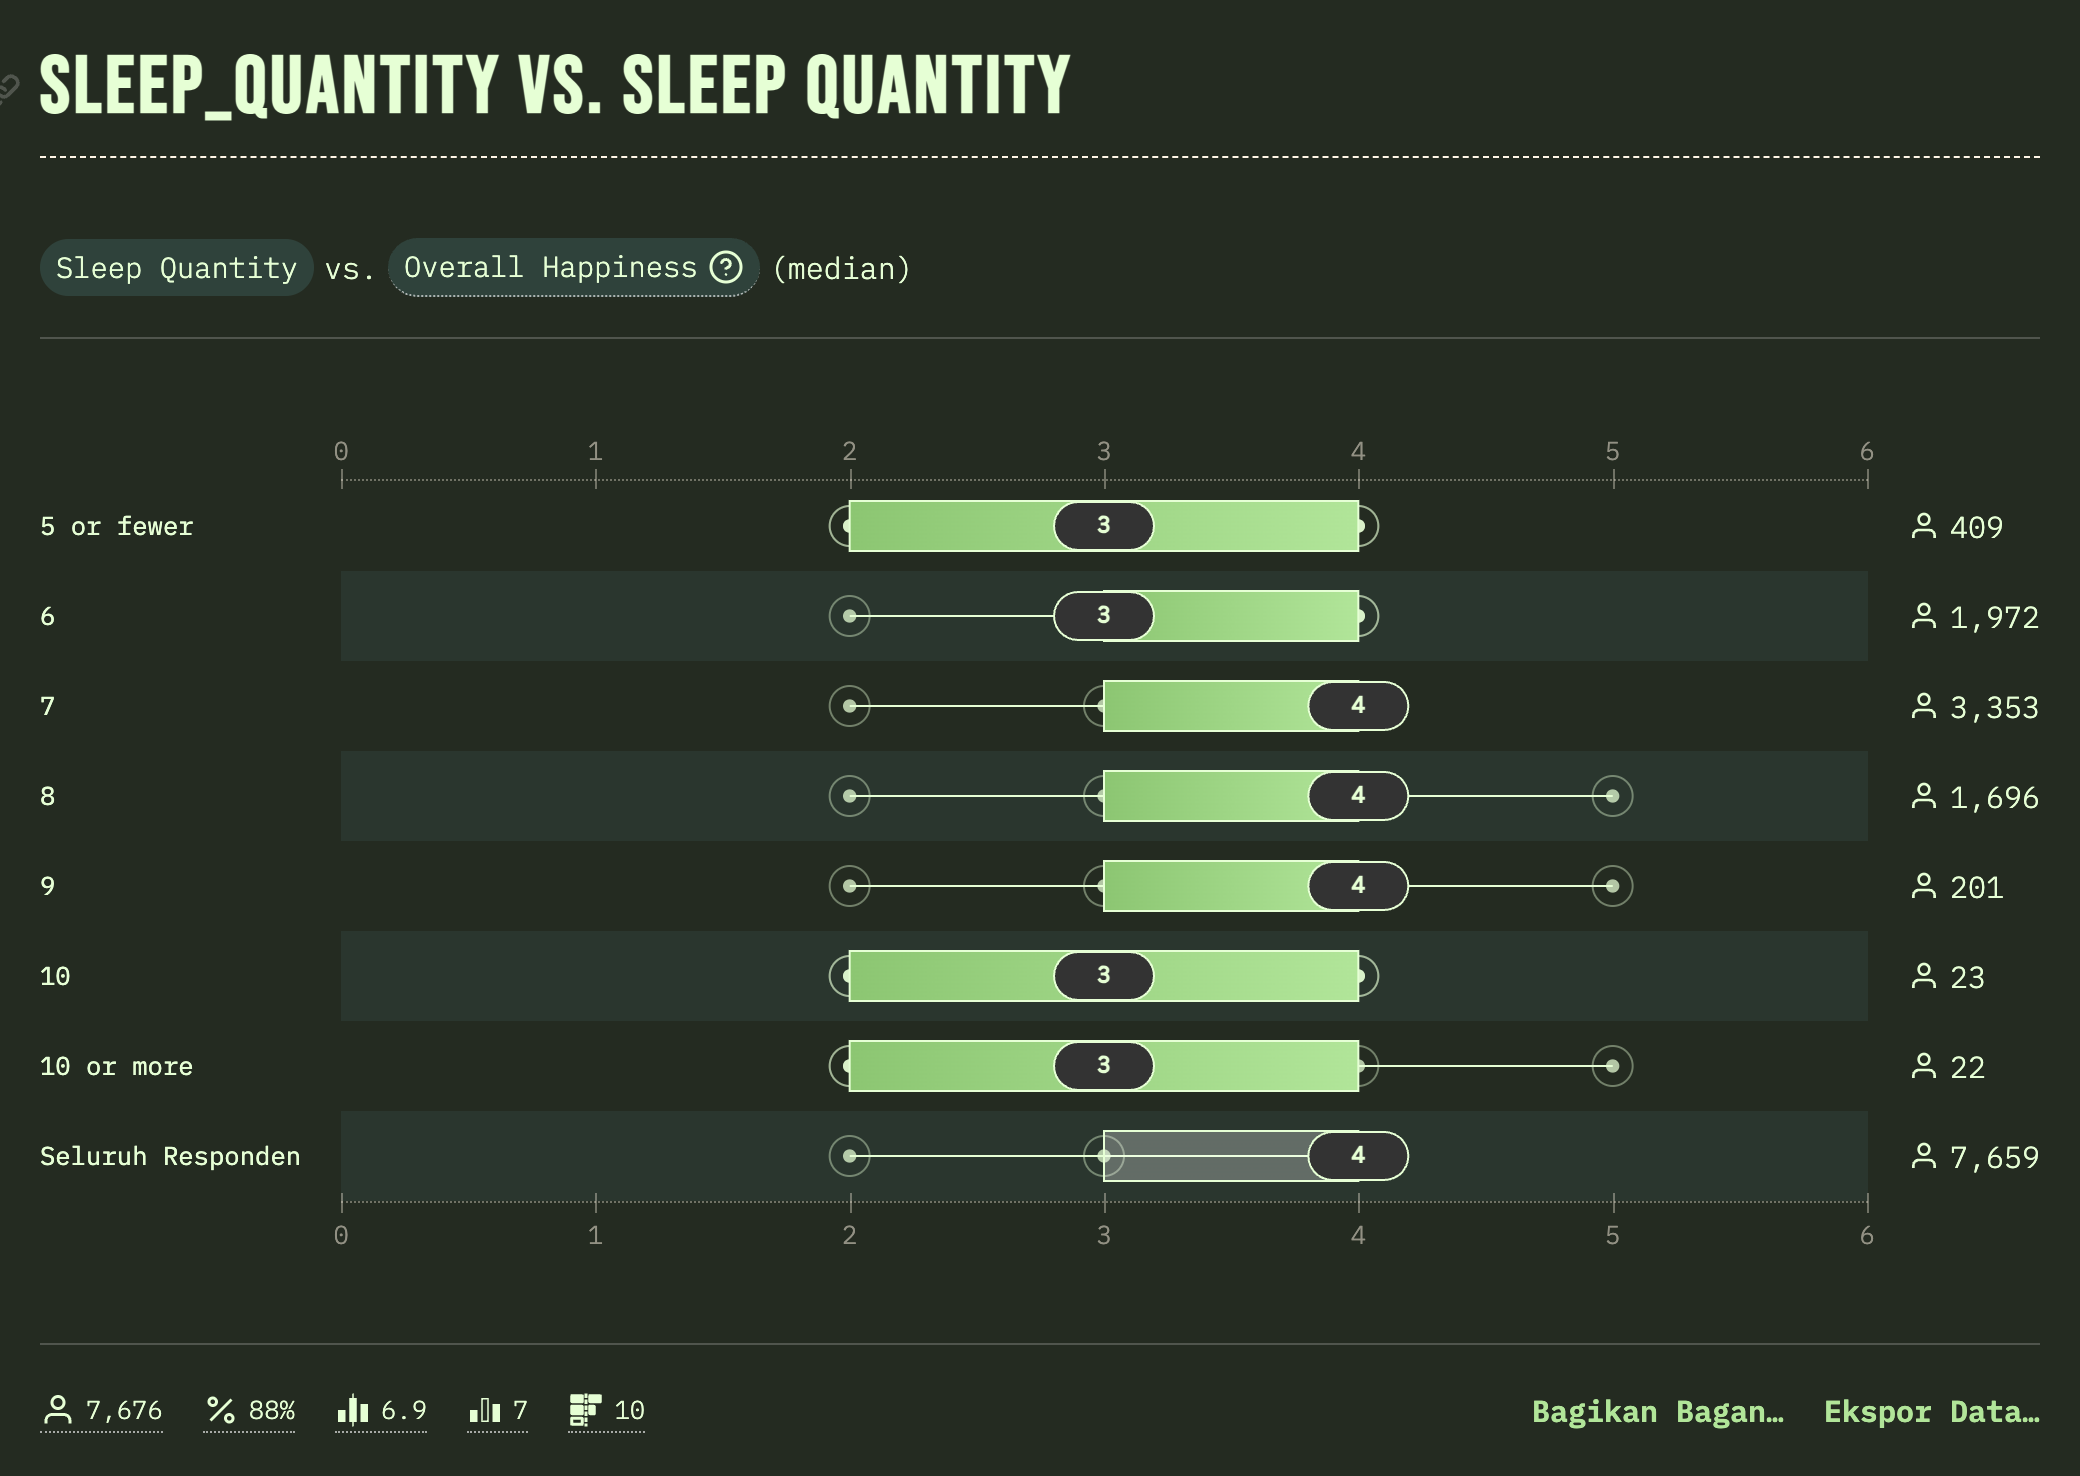 SLEEP_QUANTITY VS. SLEEP QUANTITY
Sleep Quantity vs. Overall Happiness (median)
0 1 2 3 4 5 6
5 or fewer 3 409
6 3 1,972
7 4 3,353
8 4 1,696
9 4 201
10 3 23
10 or more 3 22
Seluruh Responden 4 7,659
0 1 2 3 4 5 6
7,676 88% 6.9 7 10 Bagikan Bagan… Ekspor Data…